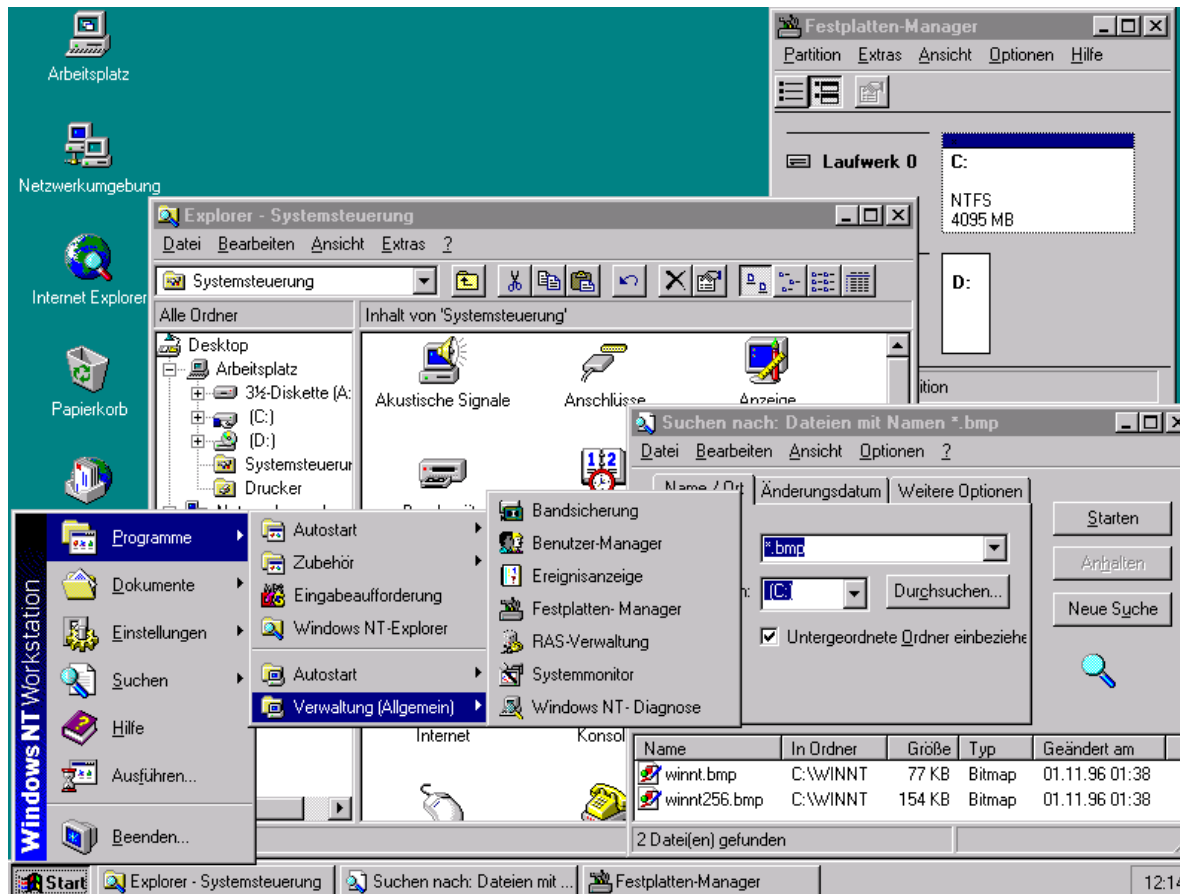 Arbeitsplatz
Netzwerkumgebung
Internet Explorer
Papierkorb
Festplatten-Manager
Partition Extras Ansicht Optionen Hilfe
Laufwerk 0
C:
NTFS
4095 MB
D:
ition
Explorer - Systemsteuerung
Datei Bearbeiten Ansicht Extras ?
Systemsteuerung
Alle Ordner
Inhalt von 'Systemsteuerung'
Desktop
Arbeitsplatz
3½-Diskette (A:
(C:)
(D:)
Systemsteuerur
Drucker
Akustische Signale
Anschlüsse
Anzeige
Internet
Konsol
Suchen nach: Dateien mit Namen *.bmp
Datei Bearbeiten Ansicht Optionen ?
Name / Ort Änderungsdatum Weitere Optionen
*.bmp
n: (C:)
Durchsuchen...
Untergeordnete Ordner einbeziehe
Starten
Anhalten
Neue Suche
Name In Ordner Größe Typ Geändert am
winnt.bmp C:\WINNT 77 KB Bitmap 01.11.96 01:38
winnt256.bmp C:\WINNT 154 KB Bitmap 01.11.96 01:38
2 Datei(en) gefunden
Windows NT Workstation
Programme
Dokumente
Einstellungen
Suchen
Hilfe
Ausführen...
Beenden...
Autostart
Zubehör
Eingabeaufforderung
Windows NT-Explorer
Autostart
Verwaltung (Allgemein)
Bandsicherung
Benutzer-Manager
Ereignisanzeige
Festplatten- Manager
RAS-Verwaltung
Systemmonitor
Windows NT- Diagnose
Start
Explorer - Systemsteuerung
Suchen nach: Dateien mit ...
Festplatten-Manager
12:14